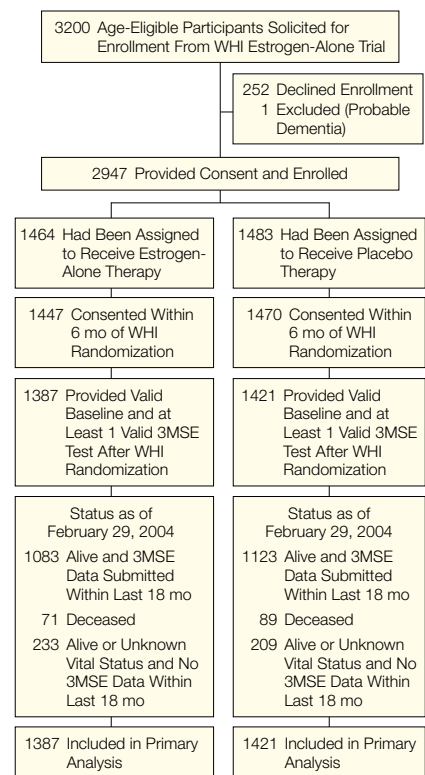 3200 Age-Eligible Participants Solicited for
Enrollment From WHI Estrogen-Alone Trial
252 Declined Enrollment
1 Excluded (Probable
Dementia)
2947 Provided Consent and Enrolled
1464 Had Been Assigned
to Receive Estrogen-
Alone Therapy
1483 Had Been Assigned
to Receive Placebo
Therapy
1447 Consented Within
6 mo of WHI
Randomization
1470 Consented Within
6 mo of WHI
Randomization
1387 Provided Valid
Baseline and at
Least 1 Valid 3MSE
Test After WHI
Randomization
1421 Provided Valid
Baseline and at
Least 1 Valid 3MSE
Test After WHI
Randomization
Status as of
February 29, 2004
1083 Alive and 3MSE
Data Submitted
Within Last 18 mo
71 Deceased
233 Alive or Unknown
Vital Status and No
3MSE Data Within
Last 18 mo
Status as of
February 29, 2004
1123 Alive and 3MSE
Data Submitted
Within Last 18 mo
89 Deceased
209 Alive or Unknown
Vital Status and No
3MSE Data Within
Last 18 mo
1387 Included in Primary
Analysis
1421 Included in Primary
Analysis